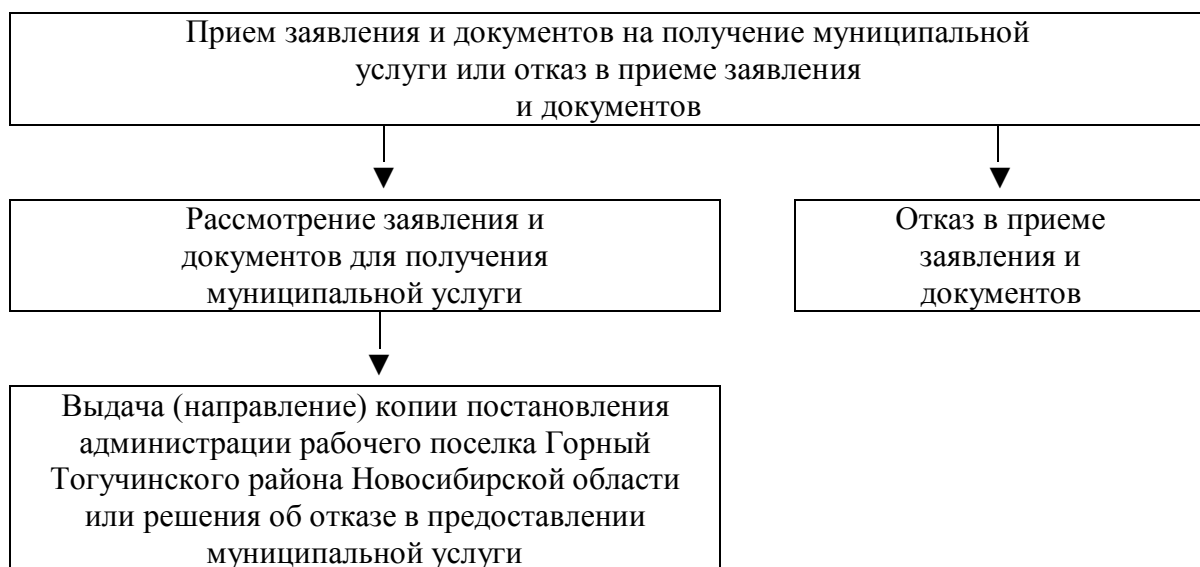 Прием заявления и документов на получение муниципальной
услуги или отказ в приеме заявления
и документов
Рассмотрение заявления и
документов для получения
муниципальной услуги
Отказ в приеме
заявления и
документов
Выдача (направление) копии постановления
администрации рабочего поселка Горный
Тогучинского района Новосибирской области
или решения об отказе в предоставлении
муниципальной услуги